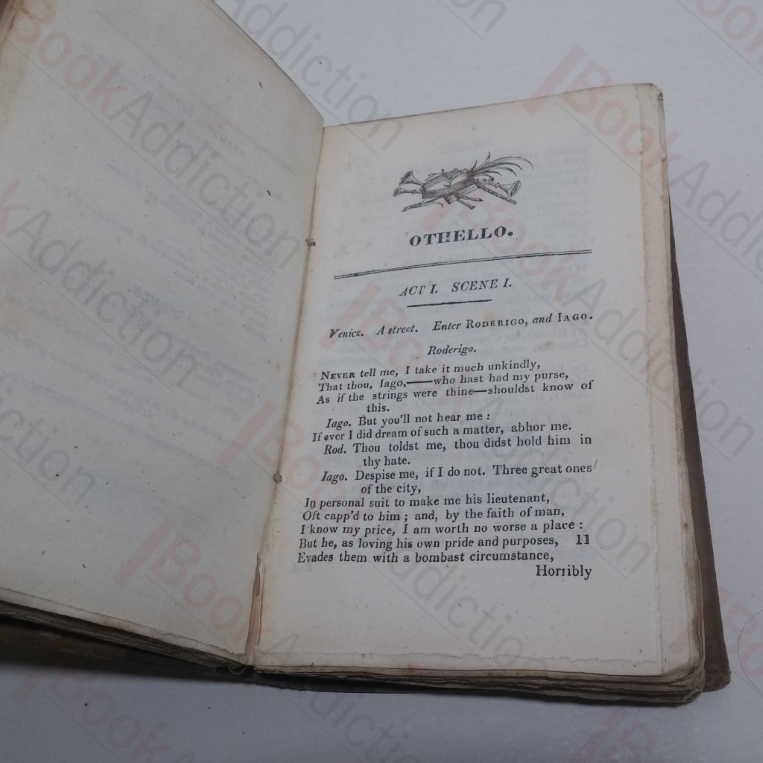 OTHELLO.
ACT I. SCENE I.
Venice. A street. Enter RODERIGO, and IAGO.
Roderigo.
NEVER tell me, I take it much unkindly,
That thou, Iago,——who hast had my purse,
As if the strings were thine—shouldst know of
this.
Iago. But you'll not hear me :
If ever I did dream of such a matter, abhor me.
Rod. Thou toldst me, thou didst hold him in
thy hate.
Iago. Despise me, if I do not. Three great ones
of the city,
In personal suit to make me his lieutenant,
Oft capp'd to him ; and, by the faith of man,
I know my price, I am worth no worse a place :
But he, as loving his own pride and purposes, 11
Evades them with a bombast circumstance,
Horribly
BookAddiction